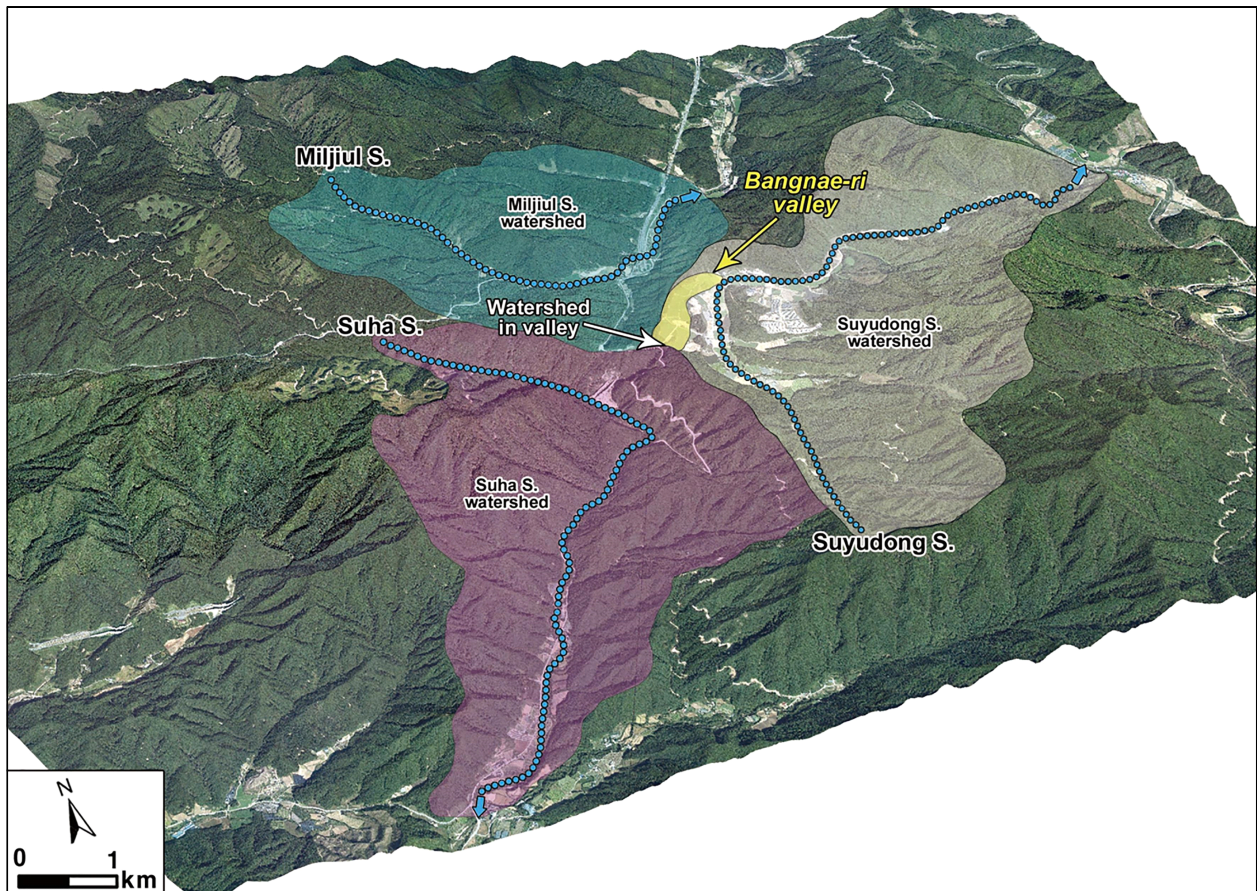 Miljiul S.
Miljiul S.
watershed
Bangnae-ri
valley
Watershed
in valley
Suha S.
Suyudong S.
watershed
Suha S.
watershed
Suyudong S.
N
0 1
km